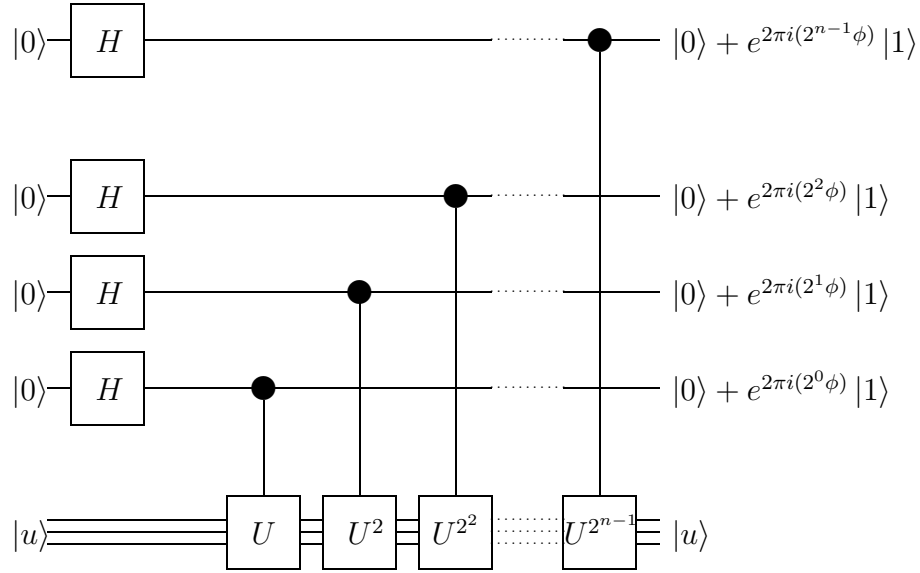 |0⟩ H |0⟩ + e^{2πi(2^{n−1}ϕ)} |1⟩
|0⟩ H |0⟩ + e^{2πi(2^2ϕ)} |1⟩
|0⟩ H |0⟩ + e^{2πi(2^1ϕ)} |1⟩
|0⟩ H |0⟩ + e^{2πi(2^0ϕ)} |1⟩
|u⟩ U U^2 U^{2^2} U^{2^{n−1}} |u⟩